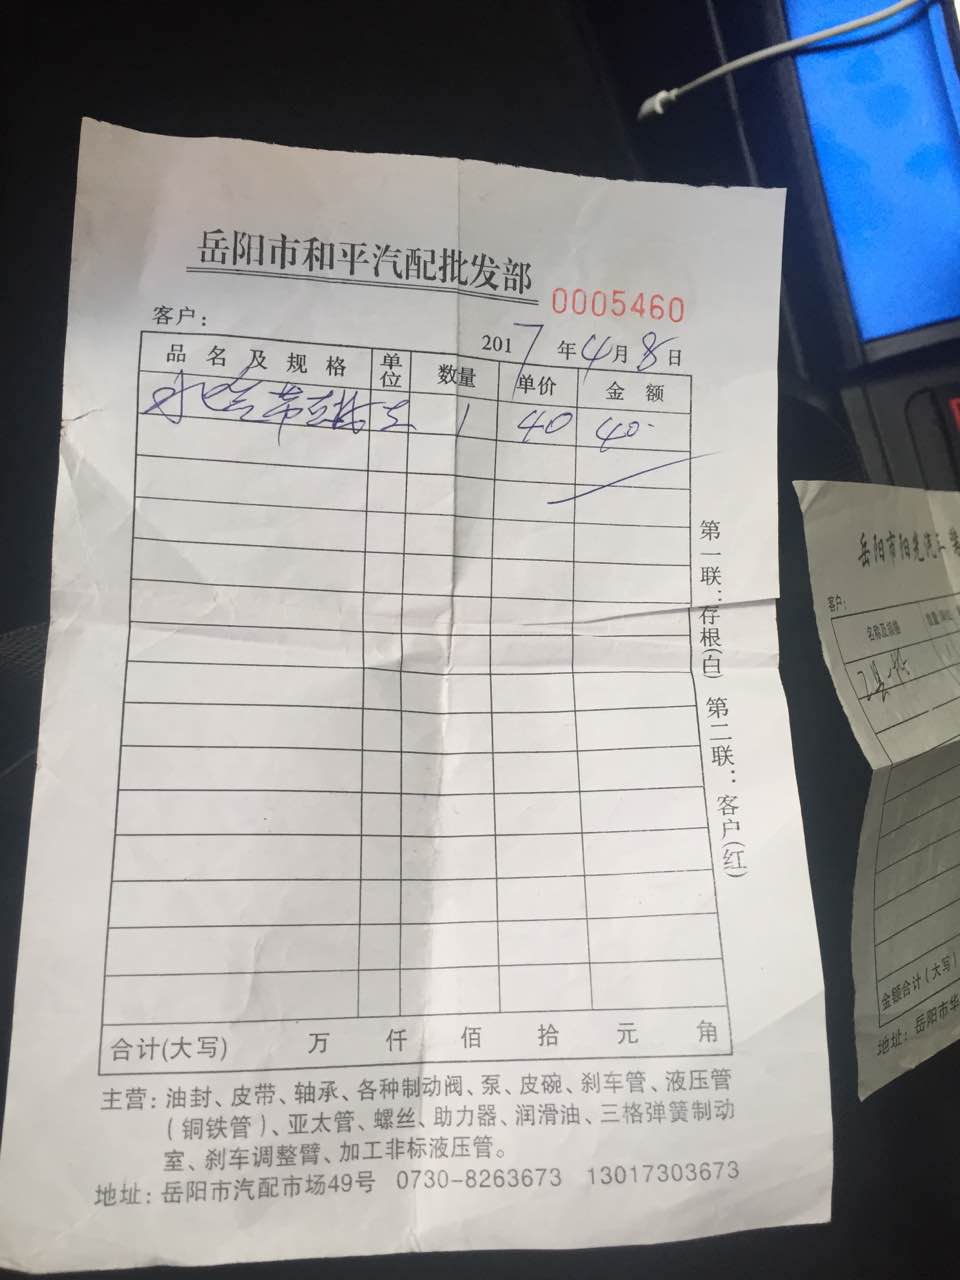 岳阳市和平汽配批发部
0005460
客户：
2017年4月8日
品名及规格 单位 数量 单价 金额
1 40 40
第一联：存根(白) 第二联：客户(红)
合计(大写) 万 仟 佰 拾 元 角
主营：油封、皮带、轴承、各种制动阀、泵、皮碗、刹车管、液压管
（铜铁管）、亚太管、螺丝、助力器、润滑油、三格弹簧制动
室、刹车调整臂、加工非标液压管。
地址：岳阳市汽配市场49号 0730-8263673 13017303673
岳阳市阳光汽
客户：
名称及规格 数量
金额合计（大写）
地址：岳阳市华